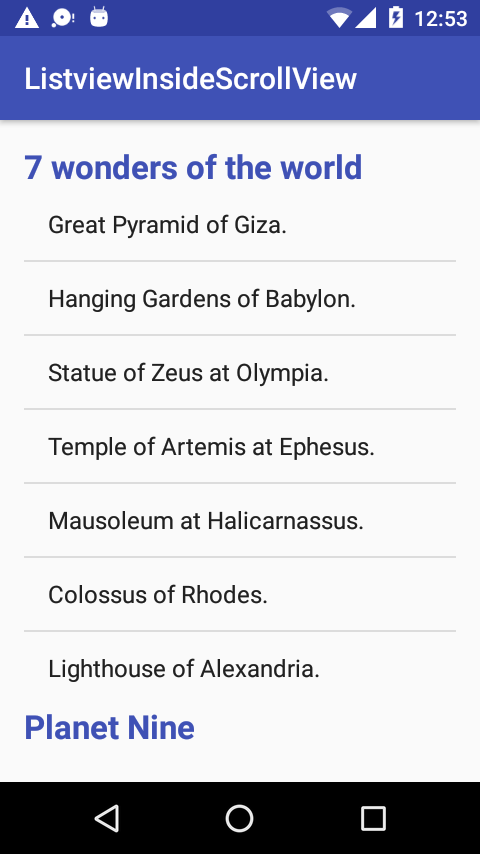 12:53
ListviewInsideScrollView
7 wonders of the world
Great Pyramid of Giza.
Hanging Gardens of Babylon.
Statue of Zeus at Olympia.
Temple of Artemis at Ephesus.
Mausoleum at Halicarnassus.
Colossus of Rhodes.
Lighthouse of Alexandria.
Planet Nine